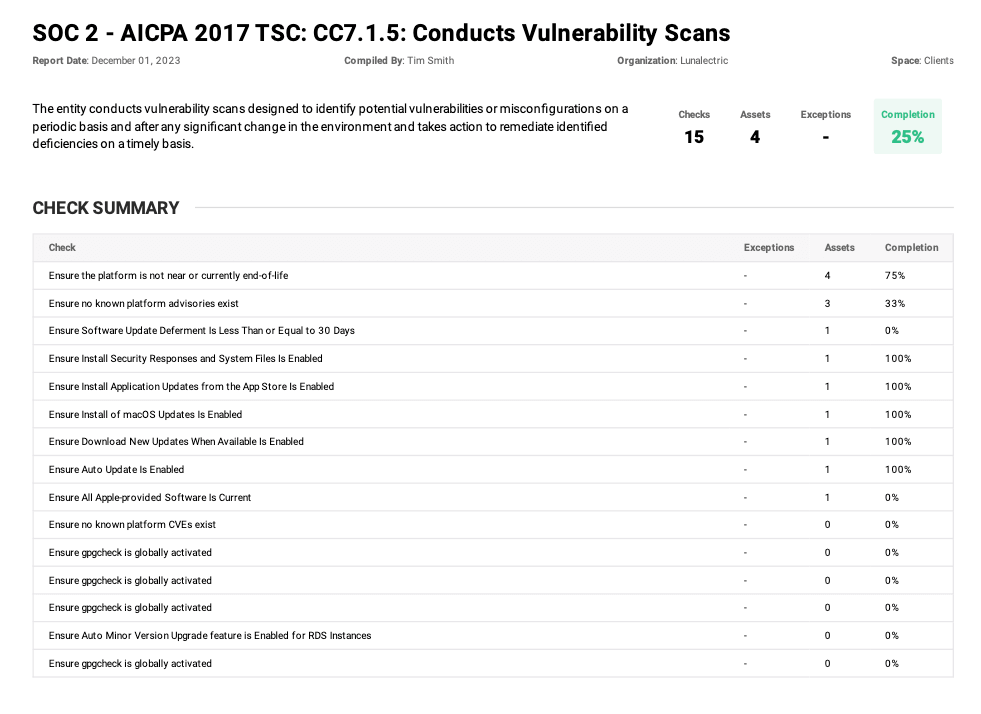 SOC 2 - AICPA 2017 TSC: CC7.1.5: Conducts Vulnerability Scans
Report Date: December 01, 2023 Compiled By: Tim Smith Organization: Lunalectric Space: Clients
The entity conducts vulnerability scans designed to identify potential vulnerabilities or misconfigurations on a
periodic basis and after any significant change in the environment and takes action to remediate identified
deficiencies on a timely basis.
Checks Assets Exceptions Completion
15 4 - 25%
CHECK SUMMARY
Check Exceptions Assets Completion
Ensure the platform is not near or currently end-of-life - 4 75%
Ensure no known platform advisories exist - 3 33%
Ensure Software Update Deferment Is Less Than or Equal to 30 Days - 1 0%
Ensure Install Security Responses and System Files Is Enabled - 1 100%
Ensure Install Application Updates from the App Store Is Enabled - 1 100%
Ensure Install of macOS Updates Is Enabled - 1 100%
Ensure Download New Updates When Available Is Enabled - 1 100%
Ensure Auto Update Is Enabled - 1 100%
Ensure All Apple-provided Software Is Current - 1 0%
Ensure no known platform CVEs exist - 0 0%
Ensure gpgcheck is globally activated - 0 0%
Ensure gpgcheck is globally activated - 0 0%
Ensure gpgcheck is globally activated - 0 0%
Ensure Auto Minor Version Upgrade feature is Enabled for RDS Instances - 0 0%
Ensure gpgcheck is globally activated - 0 0%